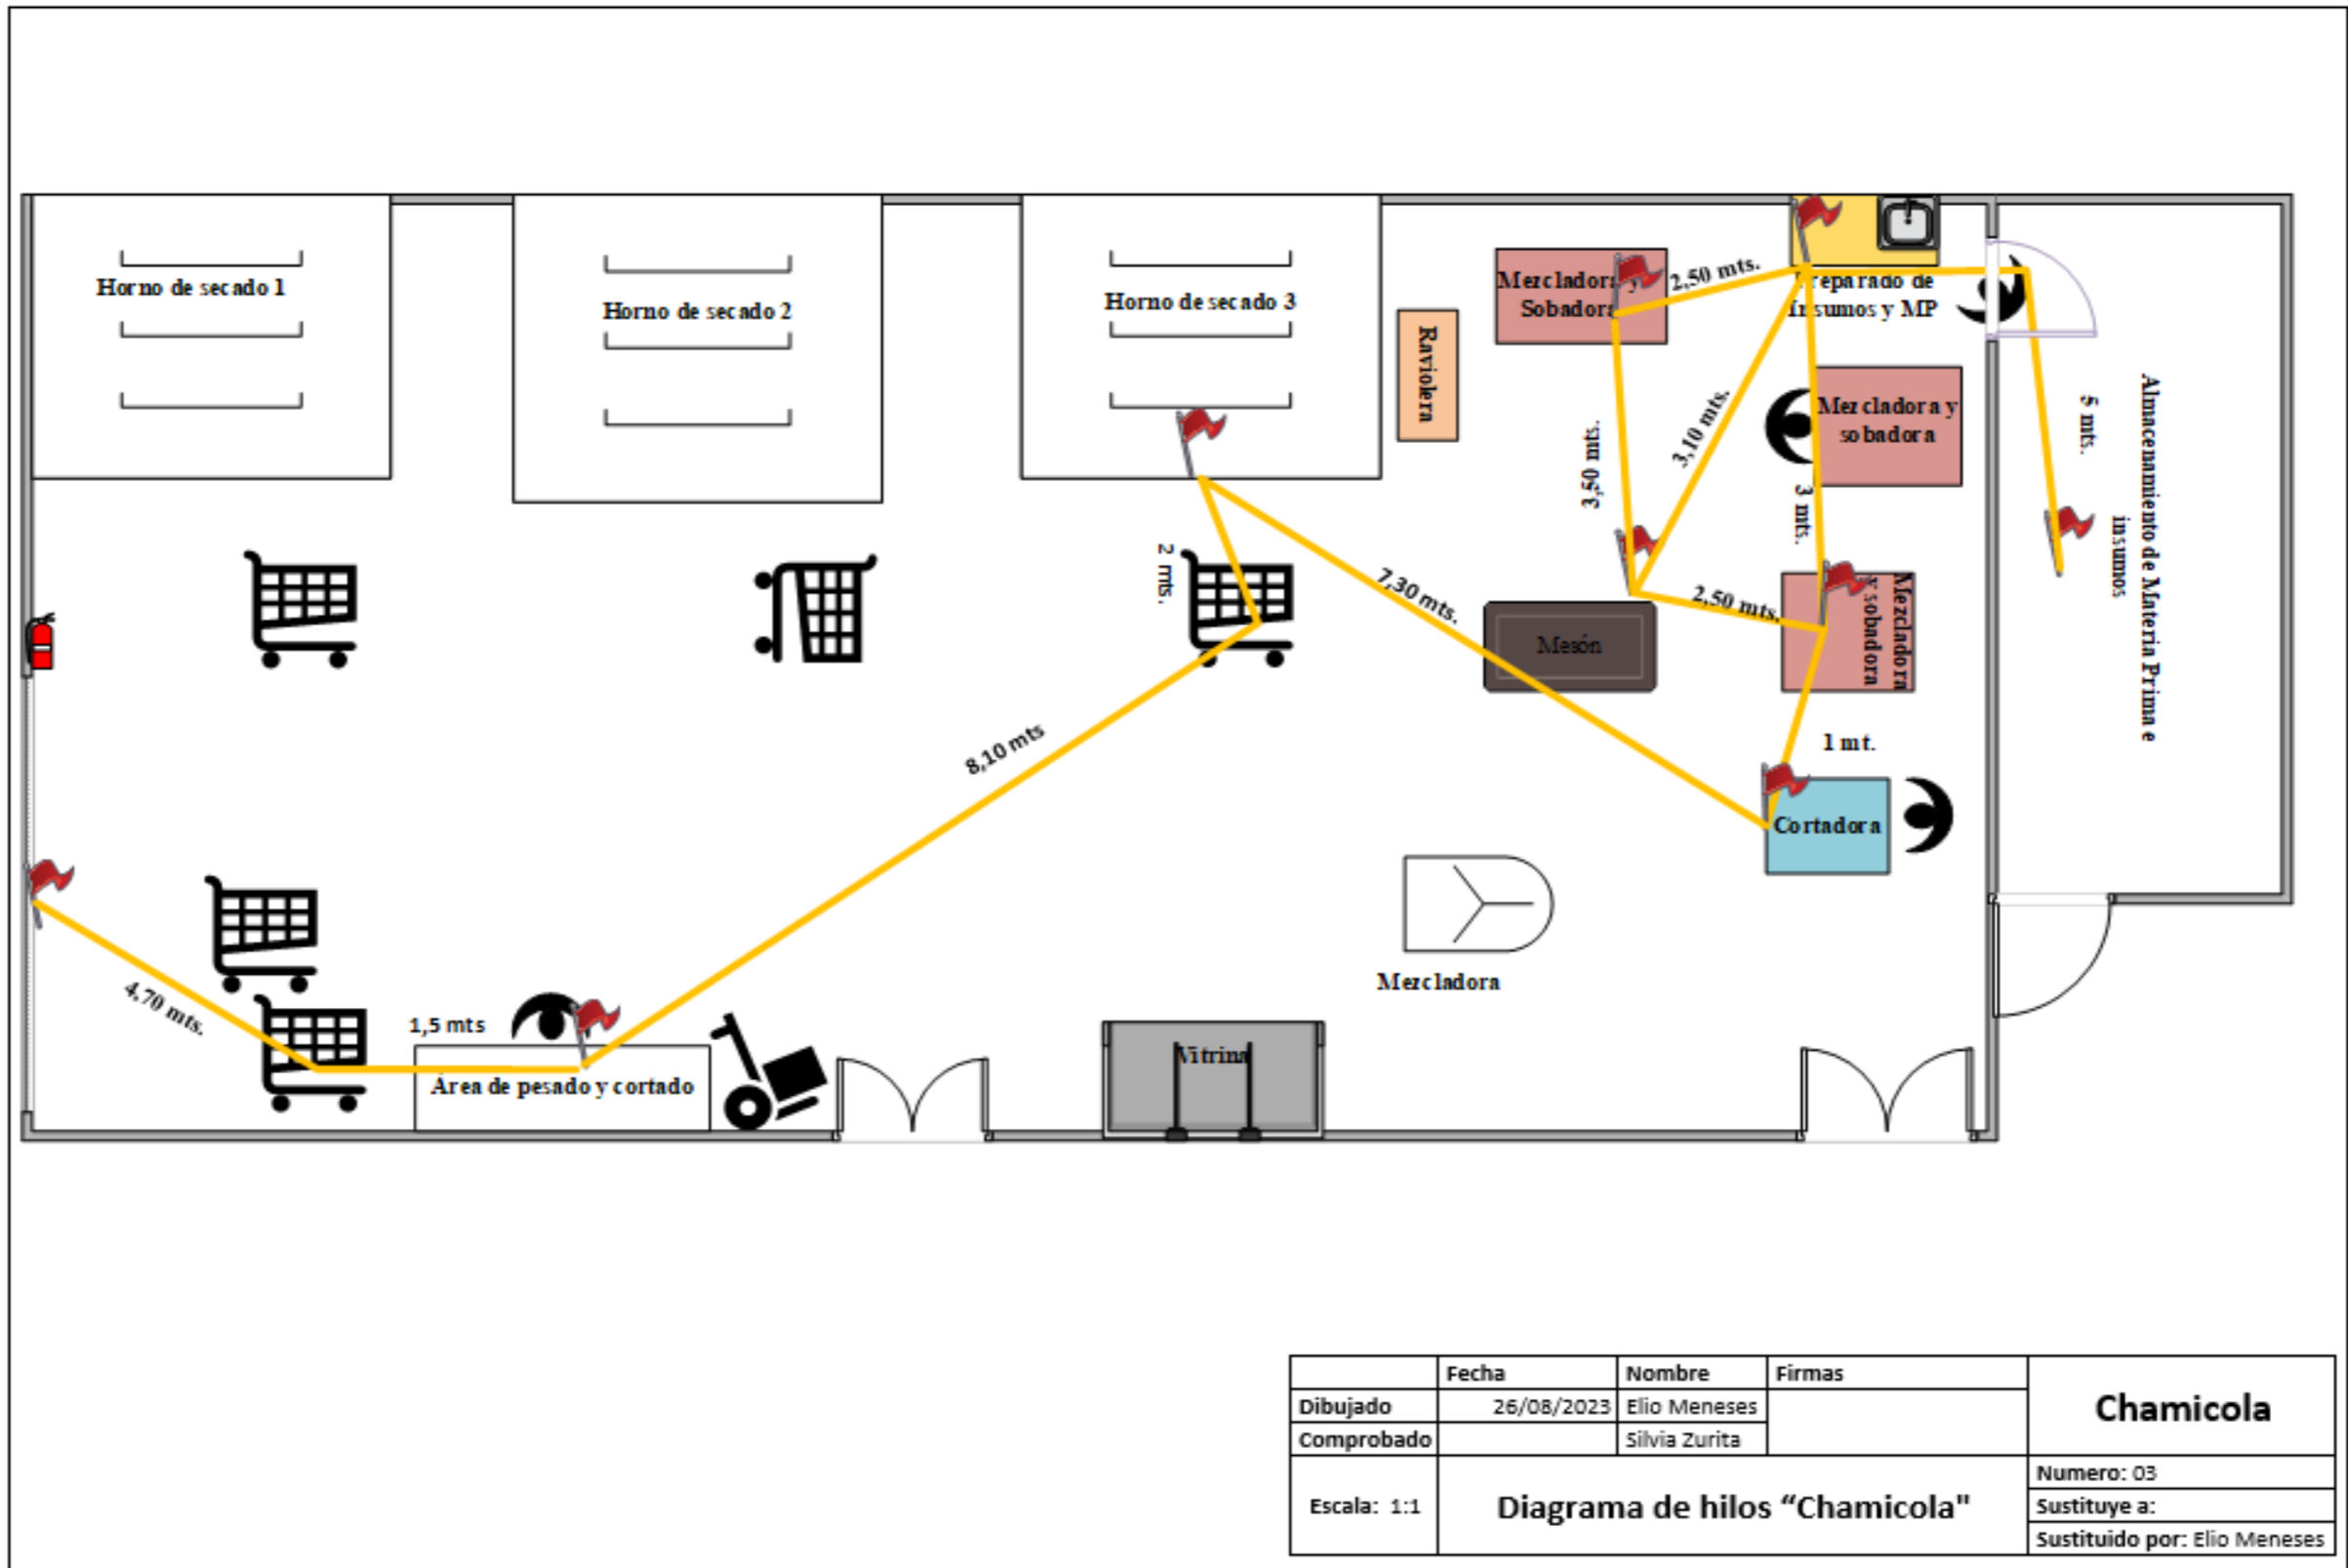 Horno de secado 1
Horno de secado 2
Horno de secado 3
Raviolera
Mezcladora y
Sobadora
2,50 mts.
Preparado de
Insumos y MP
Mezcladora y
sobadora
3,50 mts.
3,10 mts.
3 mts.
5 mts.
Almacenamiento de Materia Prima e
insumos
2 mts.
7,30 mts.
2,50 mts.
Mezcladora
y sobadora
Mesón
8,10 mts
1 mt.
Cortadora
Mezcladora
4,70 mts.
1,5 mts
Área de pesado y cortado
Vitrina
Fecha
Nombre
Firmas
Chamicola
Dibujado
26/08/2023
Elio Meneses
Comprobado
Silvia Zurita
Escala: 1:1
Diagrama de hilos “Chamicola"
Numero: 03
Sustituye a:
Sustituido por: Elio Meneses